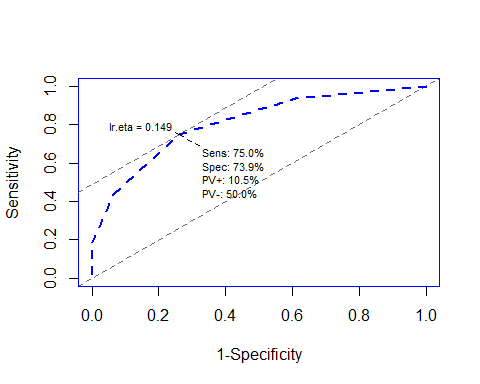 lr.eta = 0.149
Sens: 75.0%
Spec: 73.9%
PV+: 10.5%
PV-: 50.0%
Sensitivity
0.0 0.2 0.4 0.6 0.8 1.0
0.0 0.2 0.4 0.6 0.8 1.0
1-Specificity